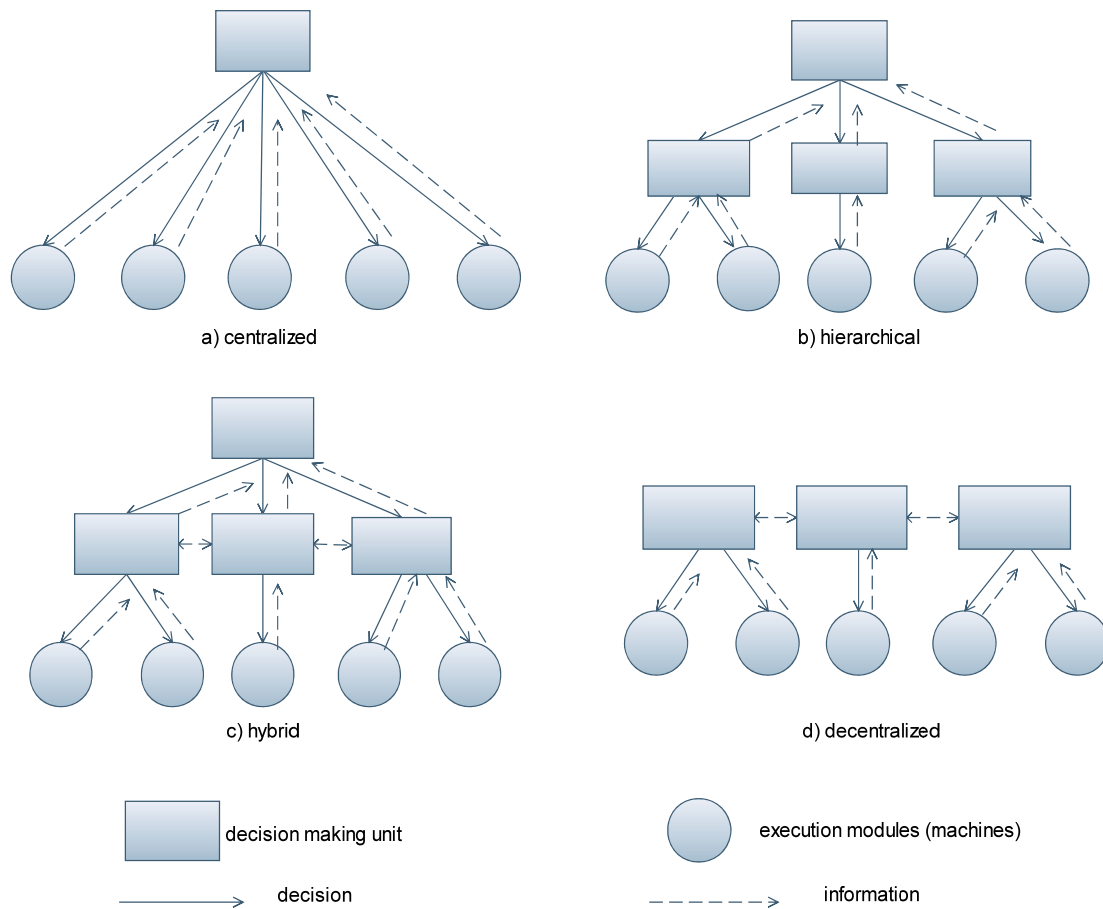 a) centralized
b) hierarchical
c) hybrid
d) decentralized
decision making unit
execution modules (machines)
decision
information